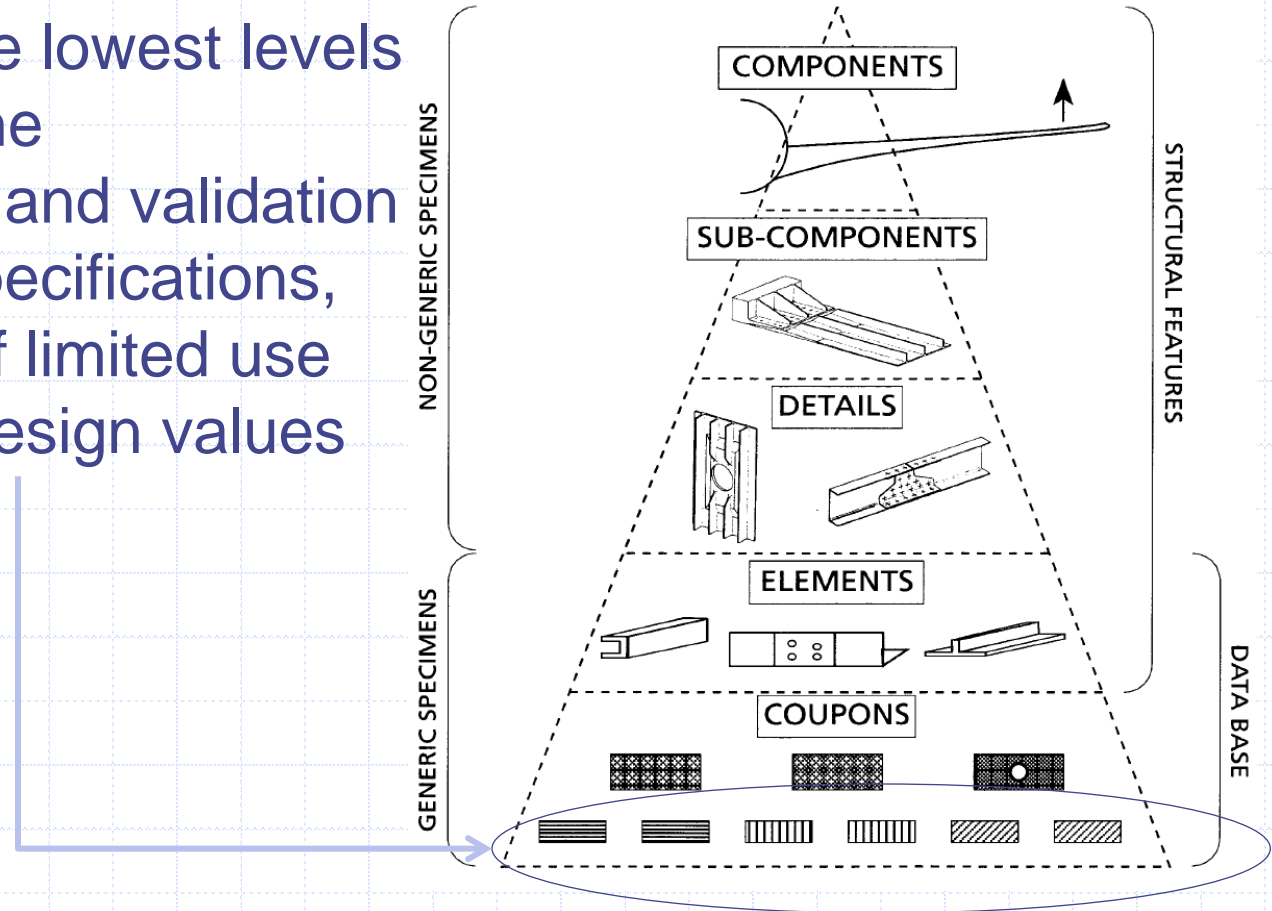 e lowest levels
ne
and validation
pecifications,
f limited use
esign values
COMPONENTS
SUB-COMPONENTS
DETAILS
ELEMENTS
COUPONS
NON-GENERIC SPECIMENS
GENERIC SPECIMENS
STRUCTURAL FEATURES
DATA BASE